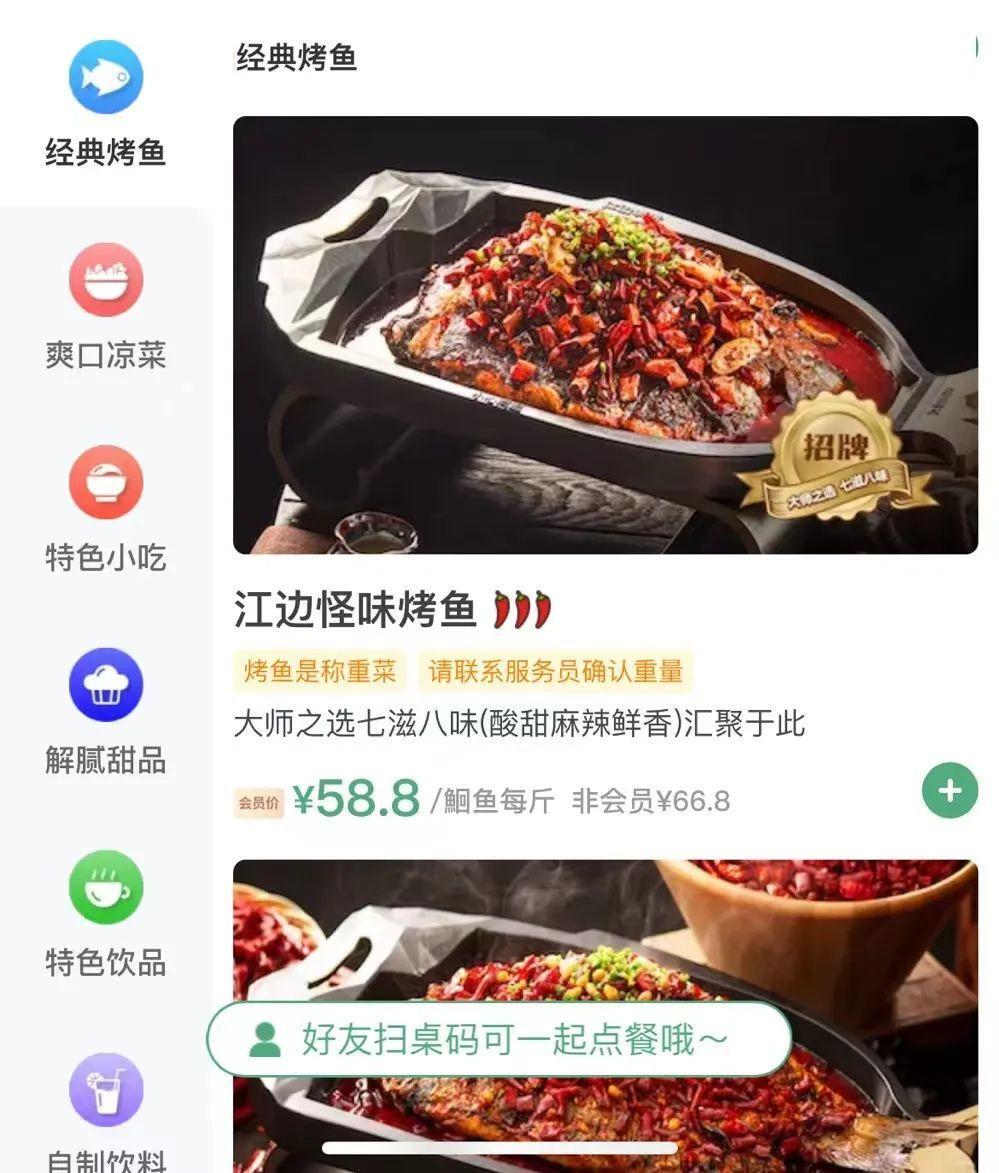 经典烤鱼
经典烤鱼
爽口凉菜
特色小吃
解腻甜品
特色饮品
自制饮料
招牌
大师之选 七滋八味
江边怪味烤鱼
烤鱼是称重菜 请联系服务员确认重量
大师之选七滋八味(酸甜麻辣鲜香)汇聚于此
会员价 ¥58.8 /鮰鱼每斤 非会员¥66.8
好友扫桌码可一起点餐哦～